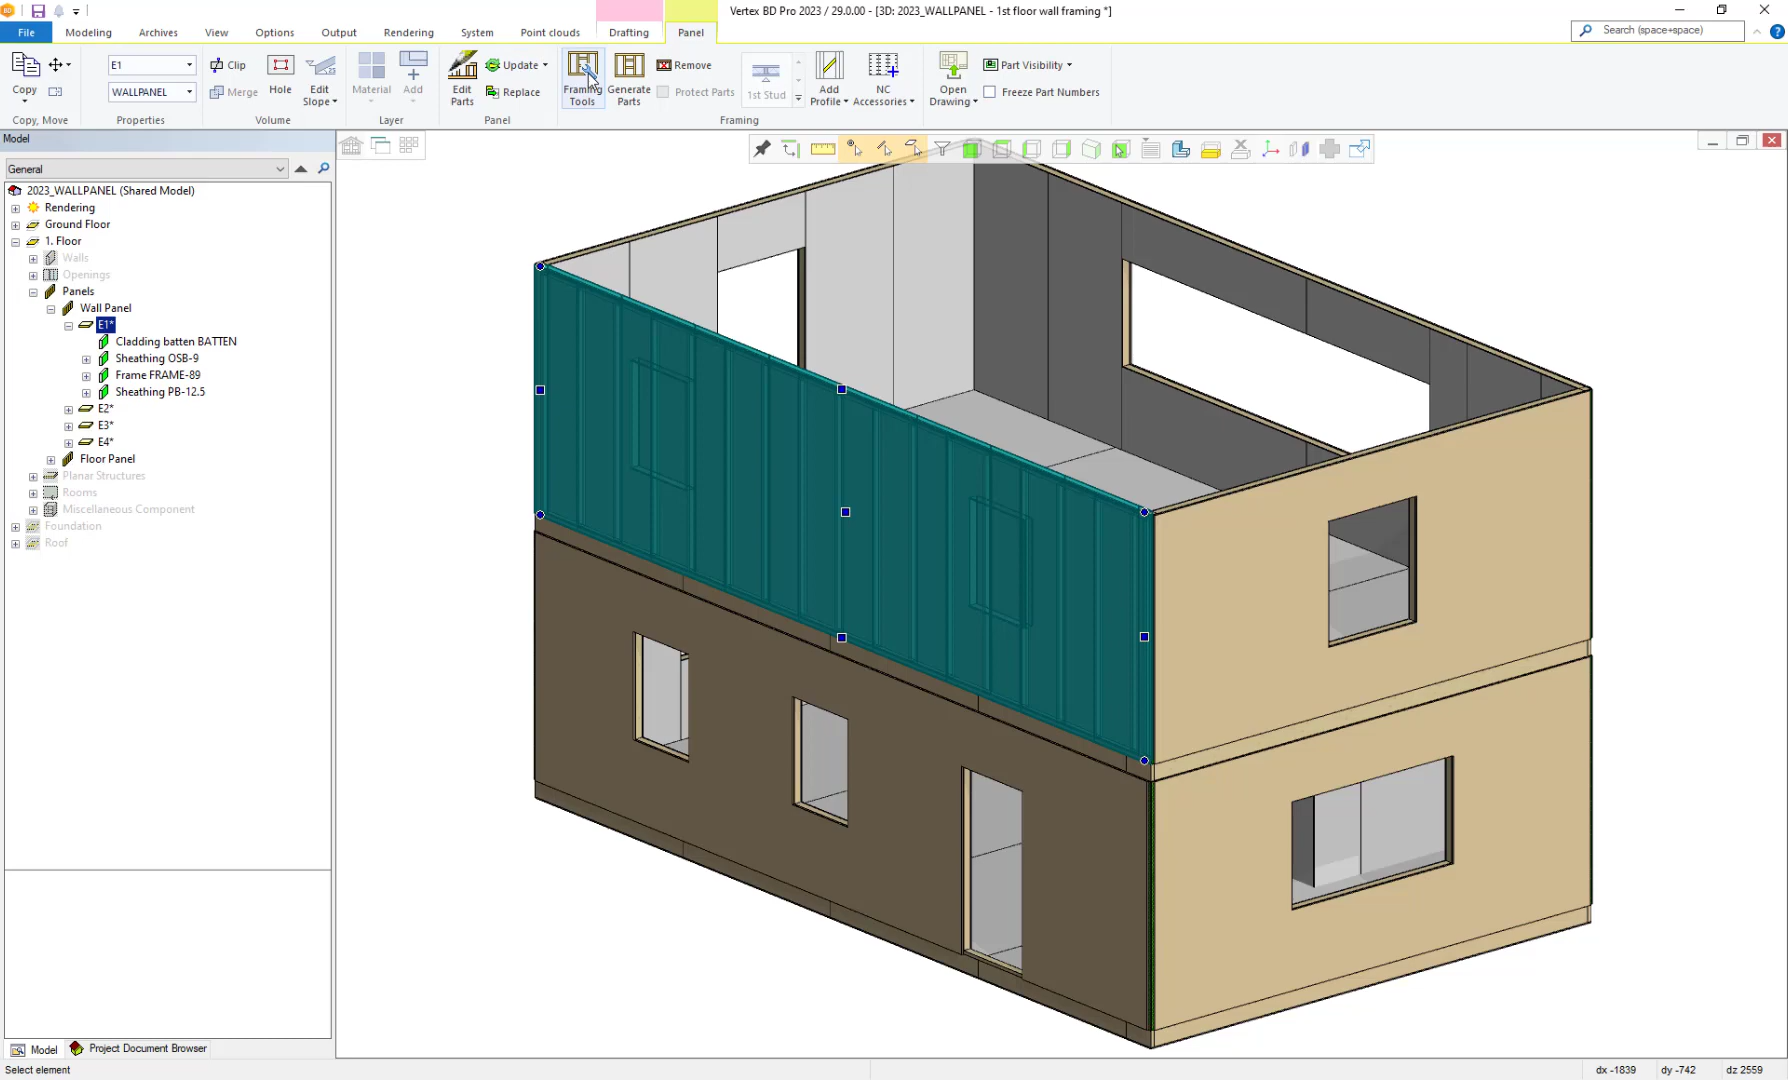 Vertex BD Pro 2023 / 29.0.00 - [3D: 2023_WALLPANEL - 1st floor wall framing *]
File
Modeling
Archives
View
Options
Output
Rendering
System
Point clouds
Drafting
Panel
Search (space+space)
Copy
E1
WALLPANEL
Clip
Merge
Hole
Edit
Slope
Material
Add
Edit
Parts
Update
Replace
Framing
Tools
Generate
Parts
Remove
Protect Parts
1st Stud
Add
Profile
NC
Accessories
Open
Drawing
Part Visibility
Freeze Part Numbers
Copy, Move
Properties
Volume
Layer
Panel
Framing
Model
General
2023_WALLPANEL (Shared Model)
Rendering
Ground Floor
1. Floor
Walls
Openings
Panels
Wall Panel
E1*
Cladding batten BATTEN
Sheathing OSB-9
Frame FRAME-89
Sheathing PB-12.5
E2*
E3*
E4*
Floor Panel
Planar Structures
Rooms
Miscellaneous Component
Foundation
Roof
Model
Project Document Browser
Select element
dx -1839
dy -742
dz 2559